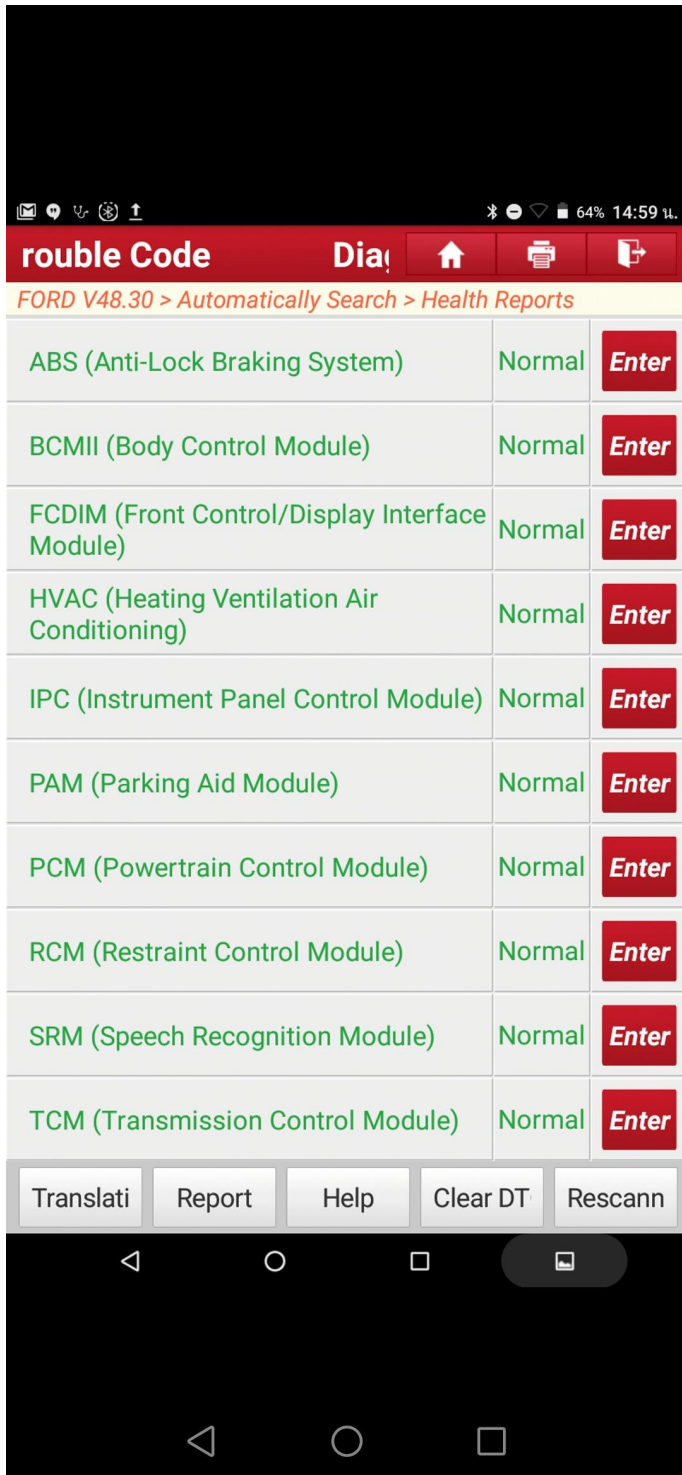 64% 14:59 น.
rouble Code Dia
FORD V48.30 > Automatically Search > Health Reports
ABS (Anti-Lock Braking System) Normal Enter
BCMII (Body Control Module) Normal Enter
FCDIM (Front Control/Display Interface
Module) Normal Enter
HVAC (Heating Ventilation Air
Conditioning) Normal Enter
IPC (Instrument Panel Control Module) Normal Enter
PAM (Parking Aid Module) Normal Enter
PCM (Powertrain Control Module) Normal Enter
RCM (Restraint Control Module) Normal Enter
SRM (Speech Recognition Module) Normal Enter
TCM (Transmission Control Module) Normal Enter
Translati Report Help Clear DT Rescann